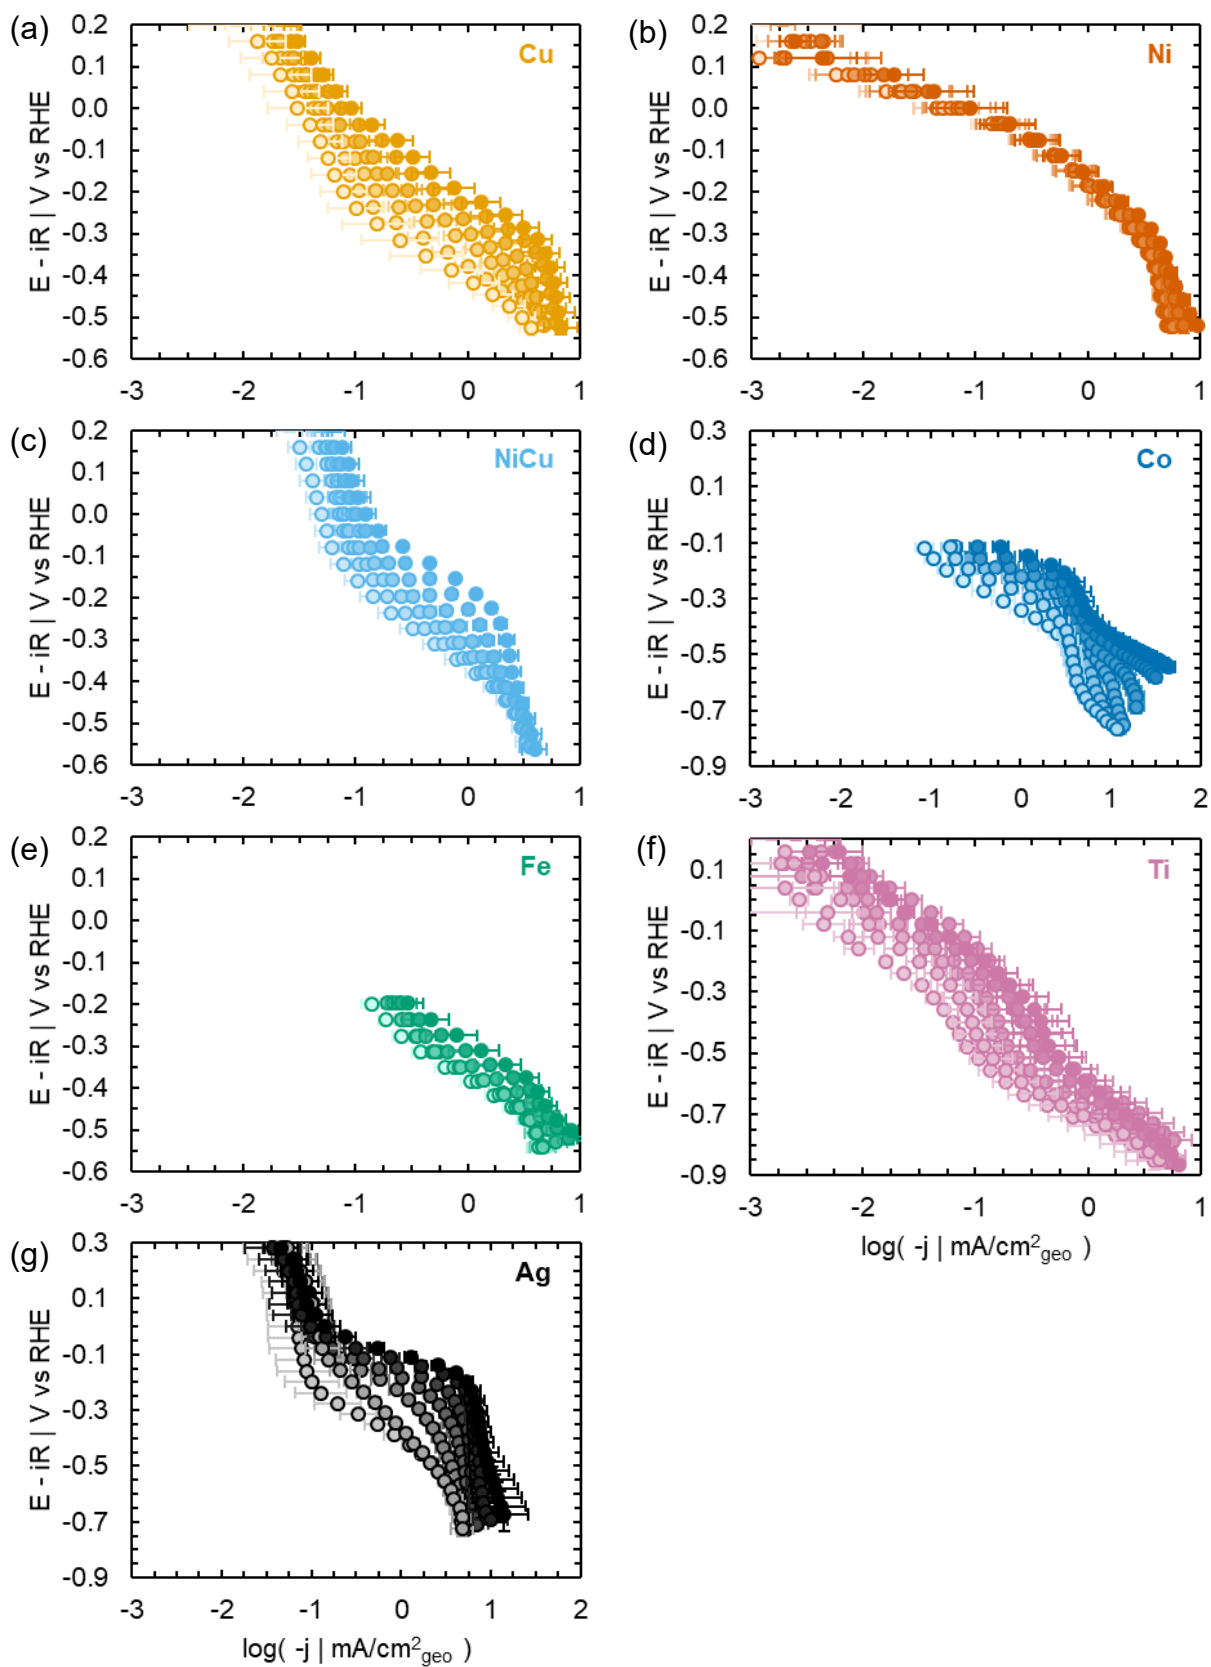 (a)
Cu
E - iR | V vs RHE
0.2
0.1
0.0
-0.1
-0.2
-0.3
-0.4
-0.5
-0.6
-3 -2 -1 0 1
(b)
Ni
E - iR | V vs RHE
0.2
0.1
0.0
-0.1
-0.2
-0.3
-0.4
-0.5
-0.6
-3 -2 -1 0 1
(c)
NiCu
E - iR | V vs RHE
0.2
0.1
0.0
-0.1
-0.2
-0.3
-0.4
-0.5
-0.6
-3 -2 -1 0 1
(d)
Co
E - iR | V vs RHE
0.3
0.1
-0.1
-0.3
-0.5
-0.7
-0.9
-3 -2 -1 0 1 2
(e)
Fe
E - iR | V vs RHE
0.2
0.1
0.0
-0.1
-0.2
-0.3
-0.4
-0.5
-0.6
-3 -2 -1 0 1
(f)
Ti
E - iR | V vs RHE
0.1
-0.1
-0.3
-0.5
-0.7
-0.9
-3 -2 -1 0 1
log( -j | mA/cm²geo )
(g)
Ag
E - iR | V vs RHE
0.3
0.1
-0.1
-0.3
-0.5
-0.7
-0.9
-3 -2 -1 0 1 2
log( -j | mA/cm²geo )